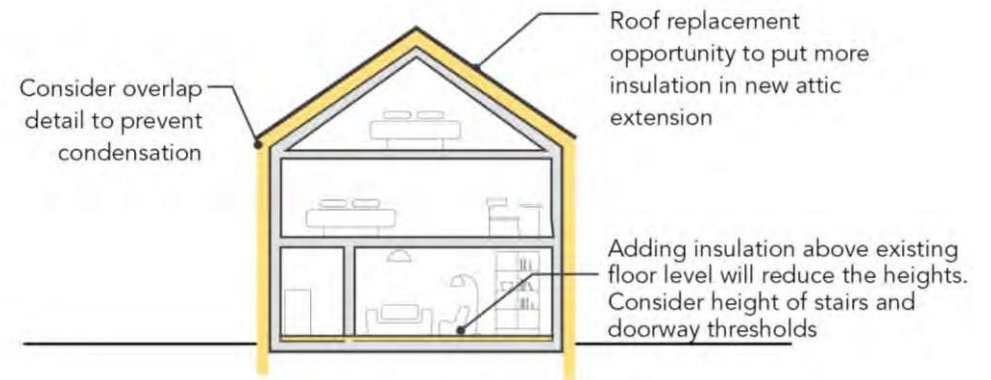 Roof replacement
opportunity to put more
insulation in new attic
extension
Consider overlap
detail to prevent
condensation
Adding insulation above existing
floor level will reduce the heights.
Consider height of stairs and
doorway thresholds